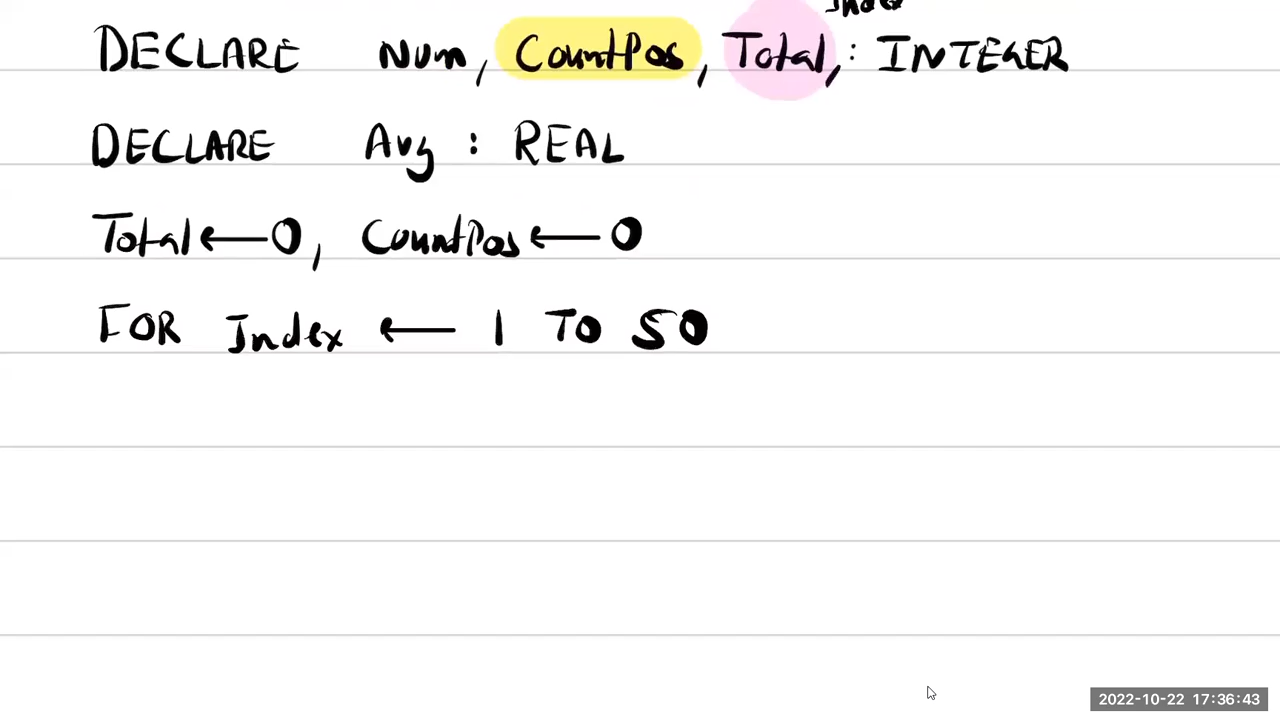 Index
DECLARE Num, CountPos, Total, : INTEGER
DECLARE Avg : REAL
Total ← 0, CountPos ← 0
FOR Index ← 1 TO 50
2022-10-22 17:36:43